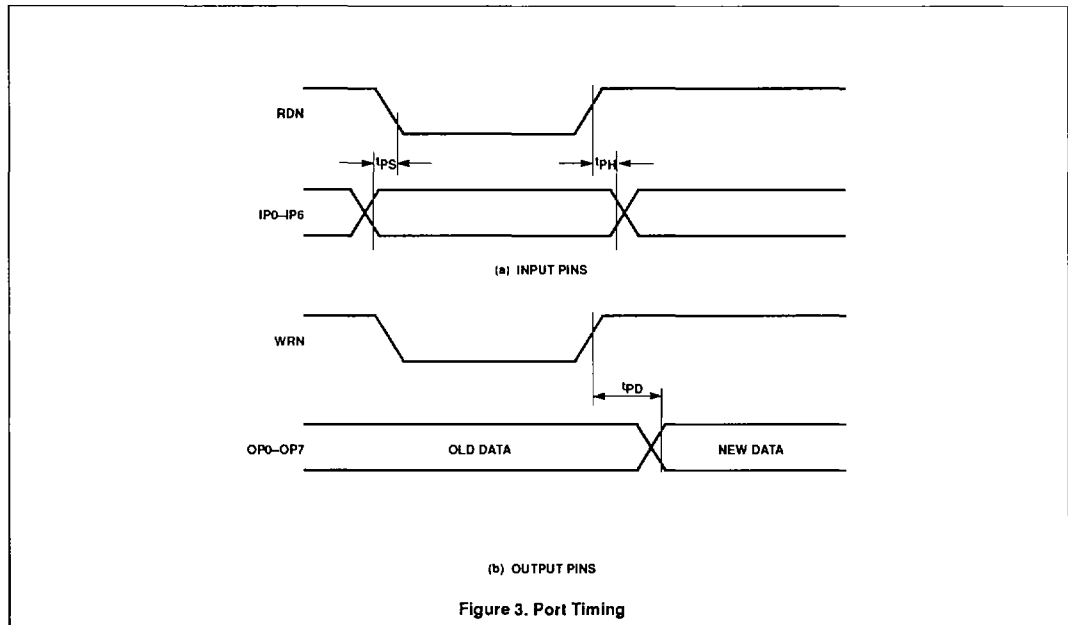 RDN
tPS
tPH
IP0–IP6
(a) INPUT PINS
WRN
tPD
OP0–OP7
OLD DATA
NEW DATA
(b) OUTPUT PINS
Figure 3. Port Timing